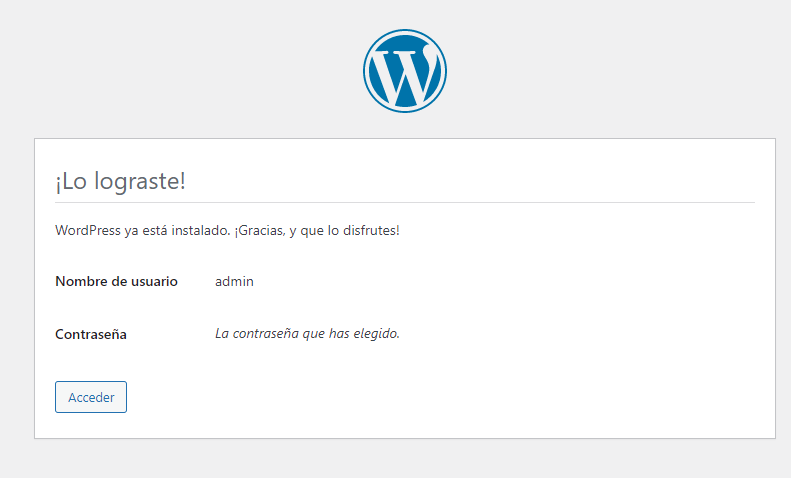 ¡Lo lograste!
WordPress ya está instalado. ¡Gracias, y que lo disfrutes!
Nombre de usuario admin
Contraseña La contraseña que has elegido.
Acceder